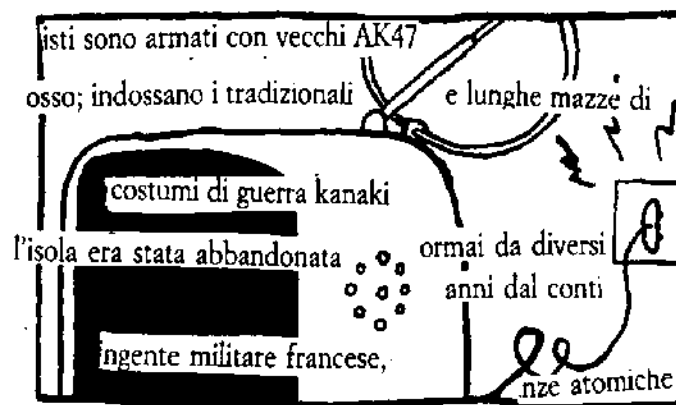 isti sono armati con vecchi AK47
osso; indossano i tradizionali e lunghe mazze di
costumi di guerra kanaki
l'isola era stata abbandonata ormai da diversi
anni dal conti
ingente militare francese,
nze atomiche